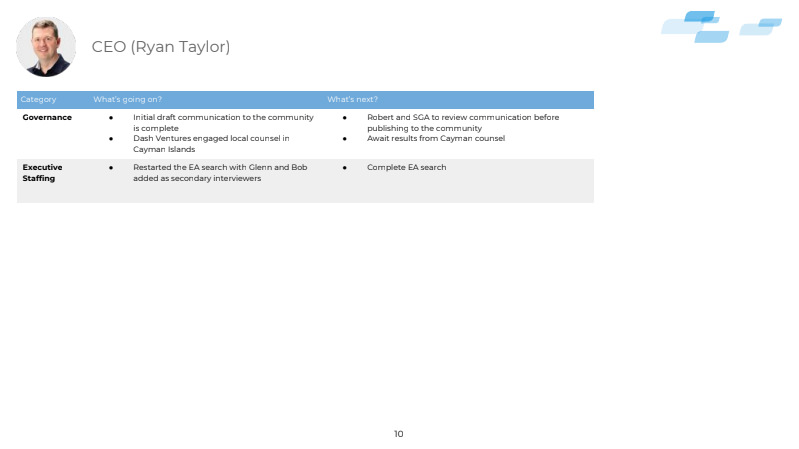 CEO (Ryan Taylor)
Category What's going on? What's next?
Governance
● Initial draft communication to the community
is complete
● Dash Ventures engaged local counsel in
Cayman Islands
● Robert and SGA to review communication before
publishing to the community
● Await results from Cayman counsel
Executive
Staffing
● Restarted the EA search with Glenn and Bob
added as secondary interviewers
● Complete EA search
10